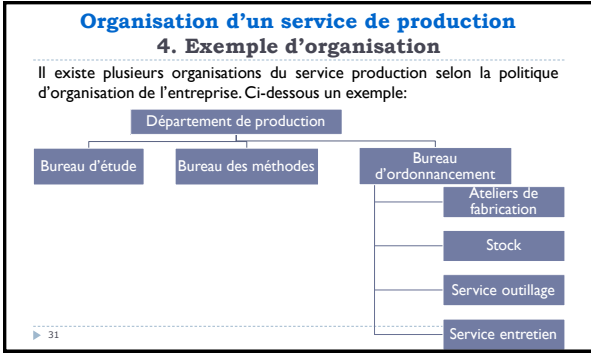 Organisation d'un service de production
4. Exemple d'organisation
Il existe plusieurs organisations du service production selon la politique
d'organisation de l'entreprise. Ci-dessous un exemple:
Département de production
Bureau d'étude
Bureau des méthodes
Bureau
d'ordonnancement
Ateliers de
fabrication
Stock
Service outillage
Service entretien
31